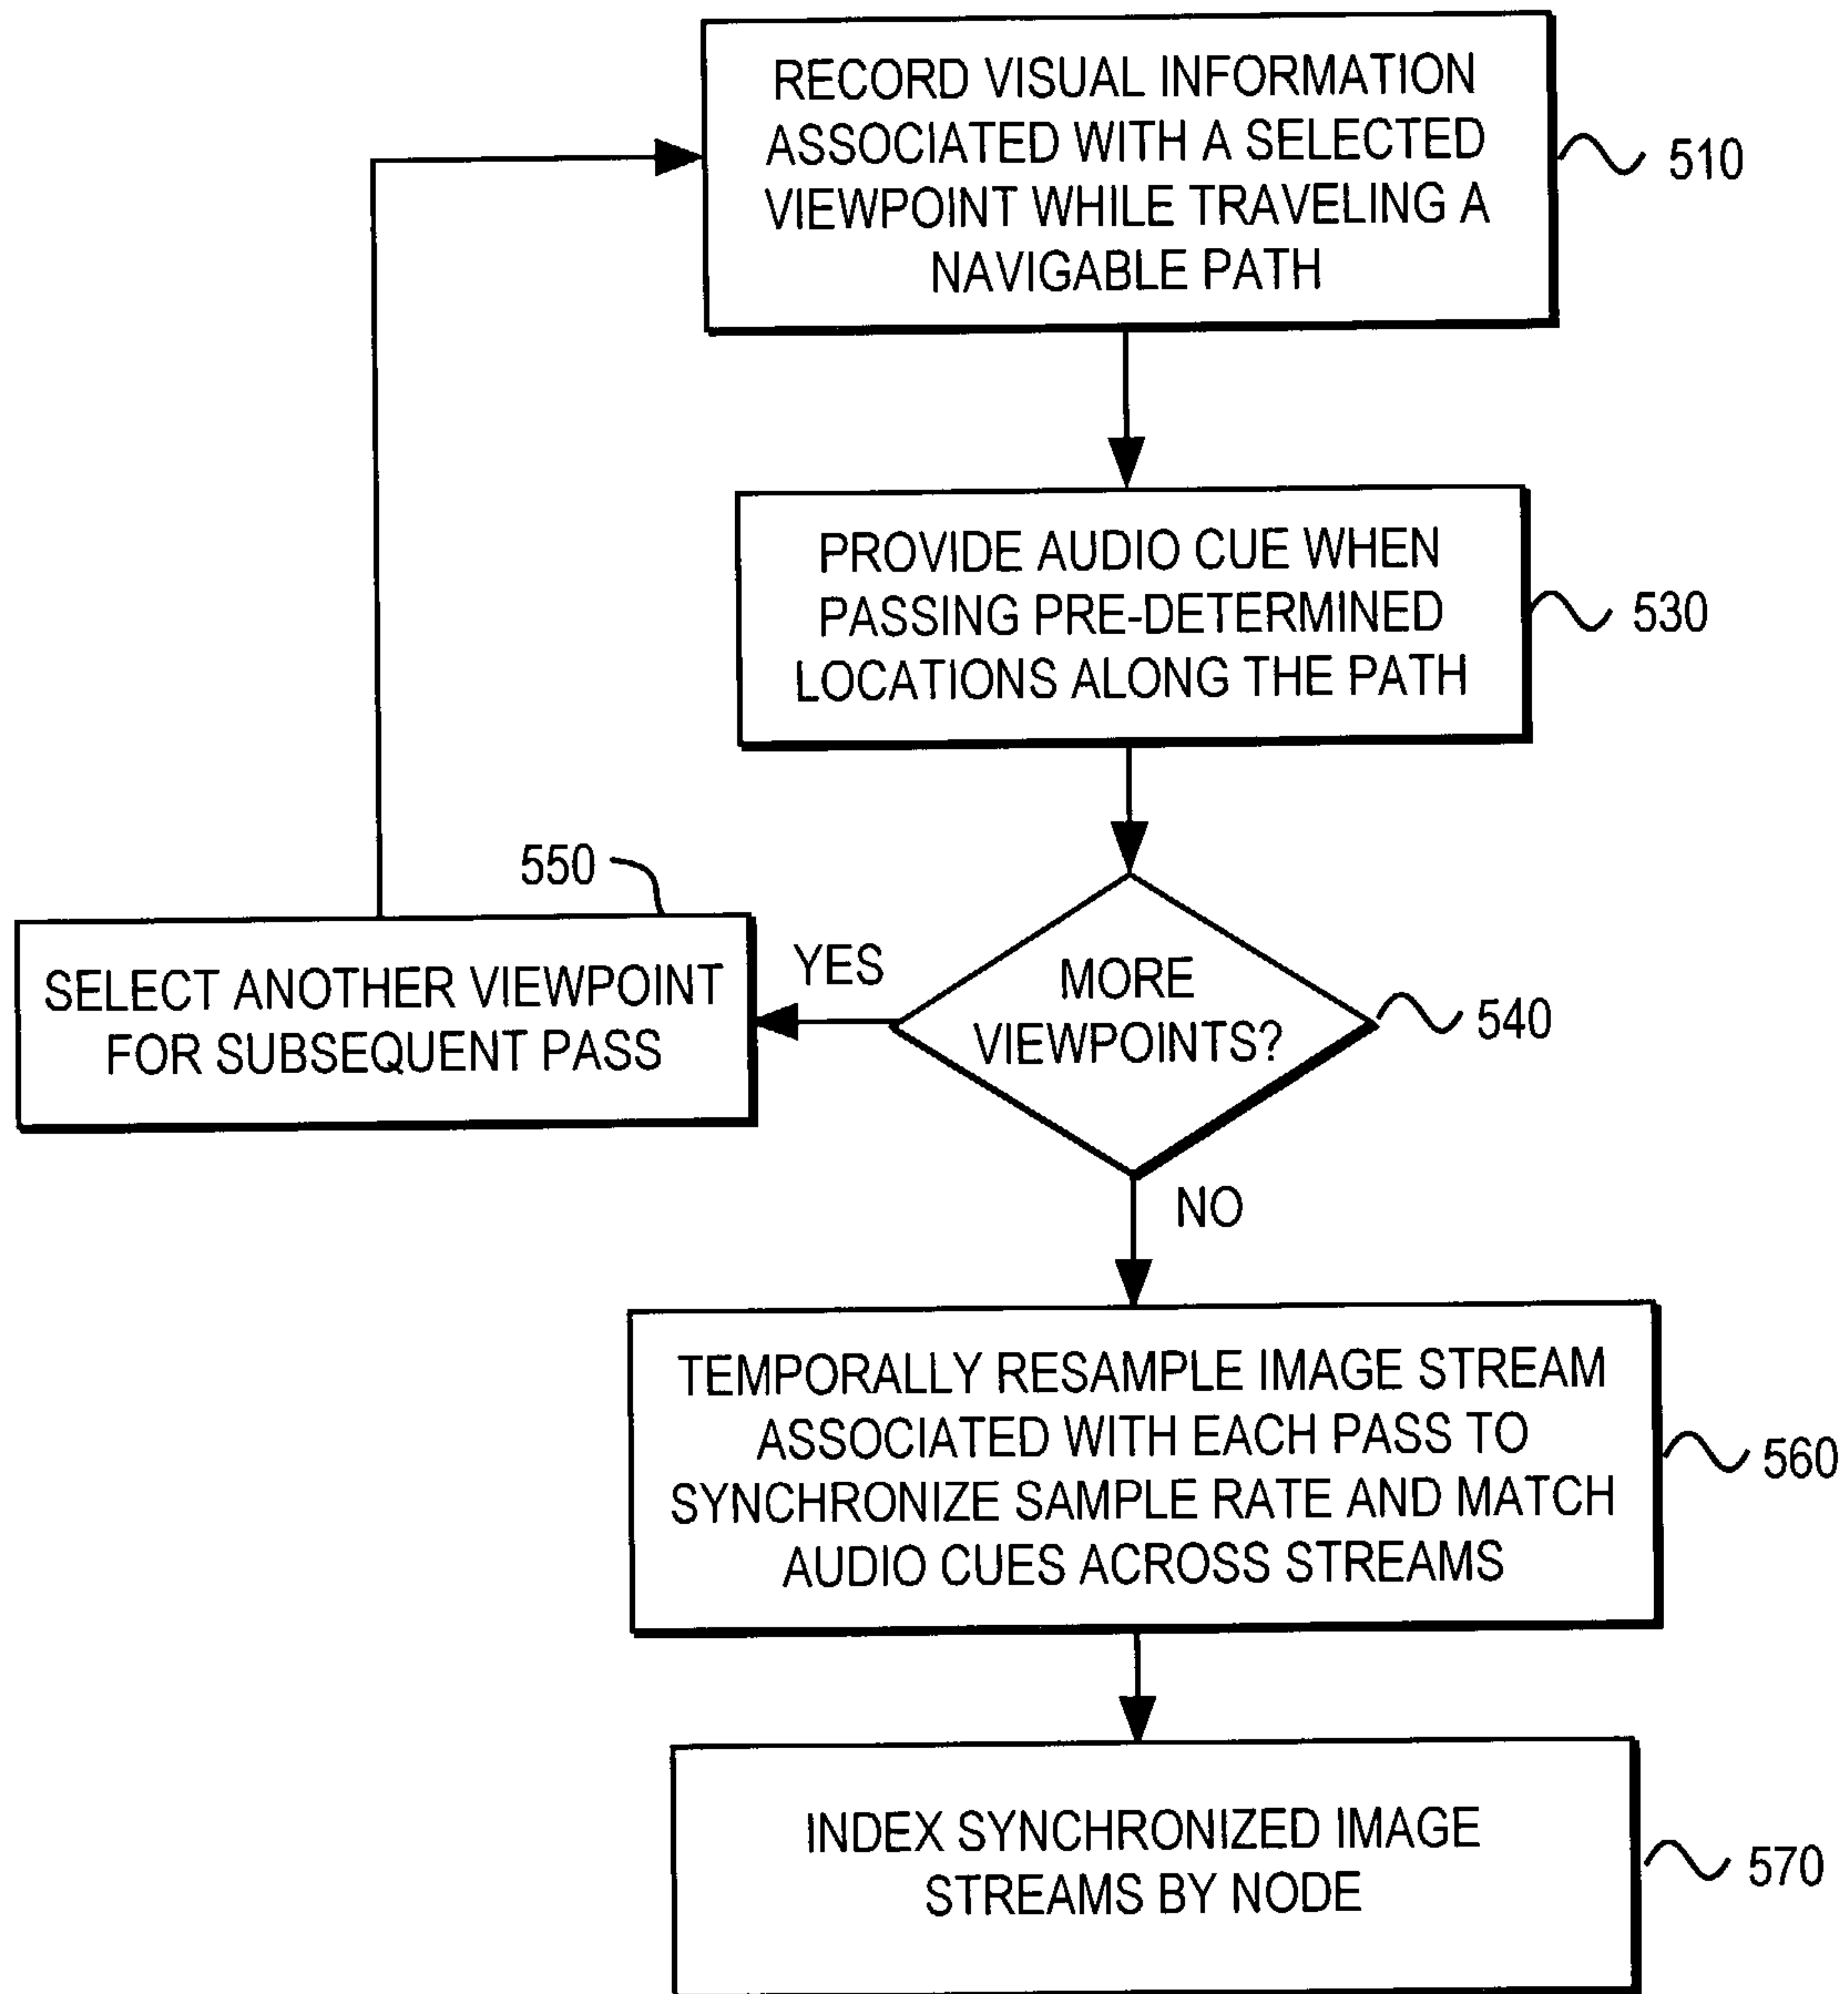 RECORD VISUAL INFORMATION
ASSOCIATED WITH A SELECTED
VIEWPOINT WHILE TRAVELING A
NAVIGABLE PATH
510
PROVIDE AUDIO CUE WHEN
PASSING PRE-DETERMINED
LOCATIONS ALONG THE PATH
530
MORE
VIEWPOINTS?
540
YES
550
SELECT ANOTHER VIEWPOINT
FOR SUBSEQUENT PASS
NO
TEMPORALLY RESAMPLE IMAGE STREAM
ASSOCIATED WITH EACH PASS TO
SYNCHRONIZE SAMPLE RATE AND MATCH
AUDIO CUES ACROSS STREAMS
560
INDEX SYNCHRONIZED IMAGE
STREAMS BY NODE
570